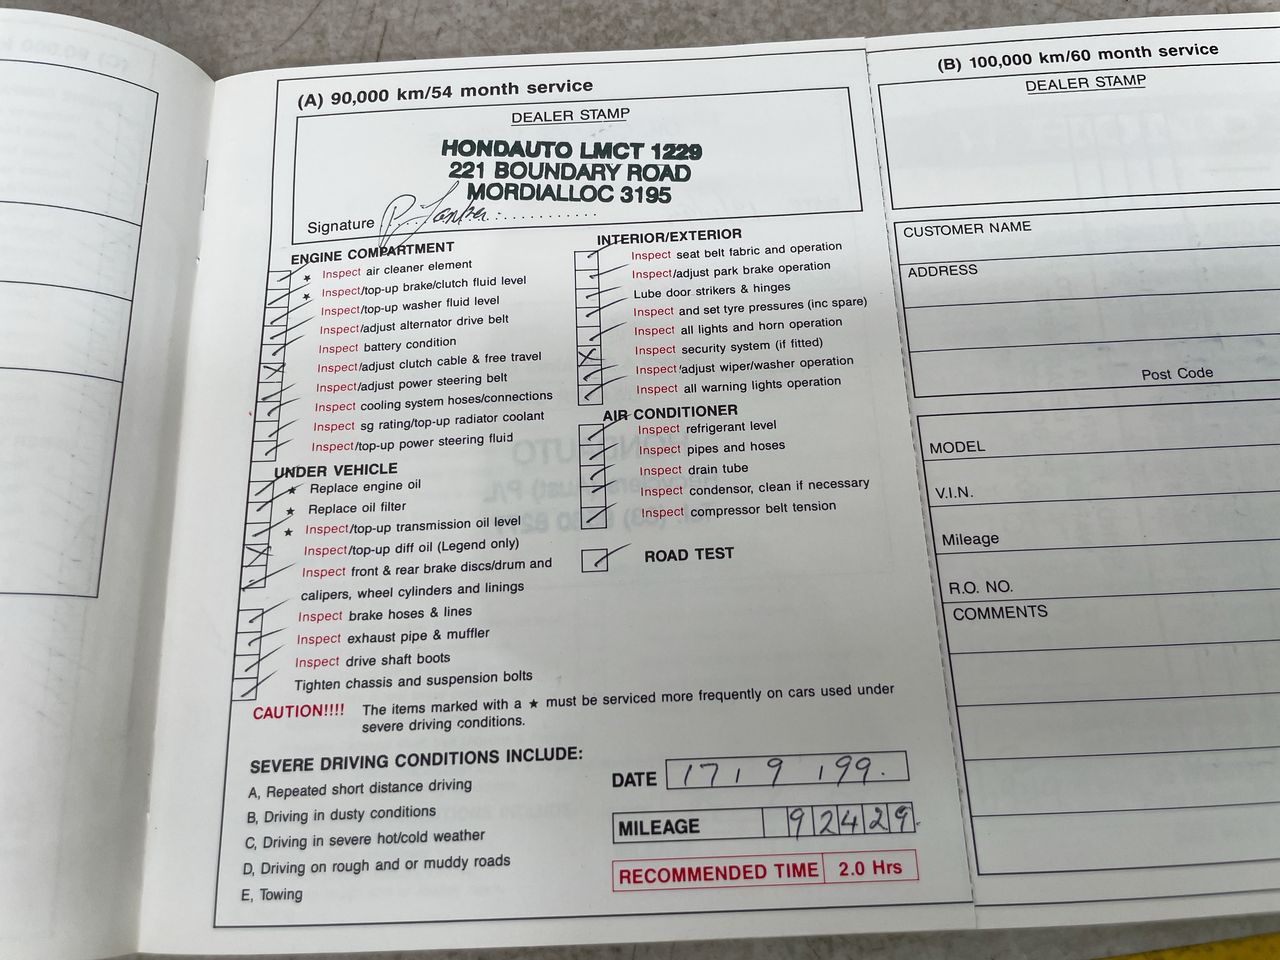 (A) 90,000 km/54 month service
DEALER STAMP
HONDAUTO LMCT 1229
221 BOUNDARY ROAD
MORDIALLOC 3195
Signature
ENGINE COMPARTMENT
★ Inspect air cleaner element
★ Inspect/top-up brake/clutch fluid level
Inspect/top-up washer fluid level
Inspect/adjust alternator drive belt
Inspect battery condition
Inspect/adjust clutch cable & free travel
Inspect/adjust power steering belt
Inspect cooling system hoses/connections
Inspect sg rating/top-up radiator coolant
Inspect/top-up power steering fluid
UNDER VEHICLE
★ Replace engine oil
★ Replace oil filter
★ Inspect/top-up transmission oil level
Inspect/top-up diff oil (Legend only)
Inspect front & rear brake discs/drum and
calipers, wheel cylinders and linings
Inspect brake hoses & lines
Inspect exhaust pipe & muffler
Inspect drive shaft boots
Tighten chassis and suspension bolts
INTERIOR/EXTERIOR
Inspect seat belt fabric and operation
Inspect/adjust park brake operation
Lube door strikers & hinges
Inspect and set tyre pressures (inc spare)
Inspect all lights and horn operation
Inspect security system (if fitted)
Inspect/adjust wiper/washer operation
Inspect all warning lights operation
AIR CONDITIONER
Inspect refrigerant level
Inspect pipes and hoses
Inspect drain tube
Inspect condensor, clean if necessary
Inspect compressor belt tension
ROAD TEST
CAUTION!!!! The items marked with a ★ must be serviced more frequently on cars used under
severe driving conditions.
SEVERE DRIVING CONDITIONS INCLUDE:
A, Repeated short distance driving
B, Driving in dusty conditions
C, Driving in severe hot/cold weather
D, Driving on rough and or muddy roads
E, Towing
DATE 17 / 9 / 99.
MILEAGE 92429
RECOMMENDED TIME 2.0 Hrs
(B) 100,000 km/60 month service
DEALER STAMP
CUSTOMER NAME
ADDRESS
Post Code
MODEL
V.I.N.
Mileage
R.O. NO.
COMMENTS